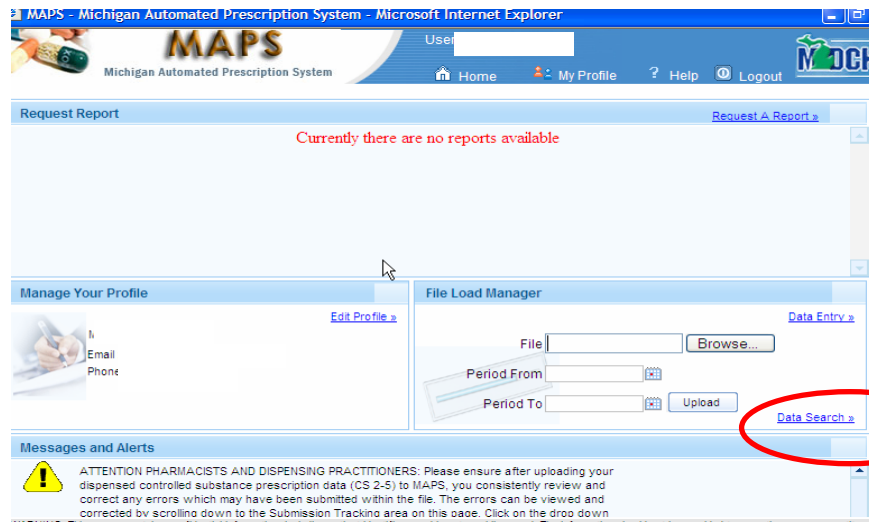 MAPS - Michigan Automated Prescription System - Microsoft Internet Explorer
MAPS
Michigan Automated Prescription System
User
Home My Profile ? Help Logout
MDCH
Request Report
Request A Report »
Currently there are no reports available
Manage Your Profile
Edit Profile »
Email
Phone
File Load Manager
Data Entry »
File Browse...
Period From
Period To Upload
Data Search »
Messages and Alerts
ATTENTION PHARMACISTS AND DISPENSING PRACTITIONERS: Please ensure after uploading your
dispensed controlled substance prescription data (CS 2-5) to MAPS, you consistently review and
correct any errors which may have been submitted within the file. The errors can be viewed and
corrected by scrolling down to the Submission Tracking area on this page. Click on the drop down